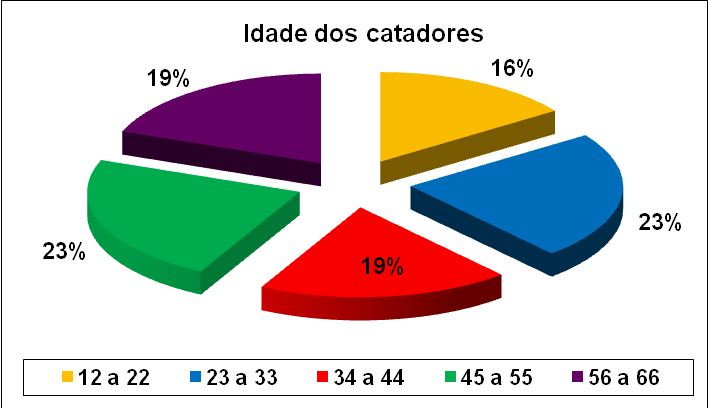 Idade dos catadores
19%
16%
23%
23%
19%
12 a 22
23 a 33
34 a 44
45 a 55
56 a 66